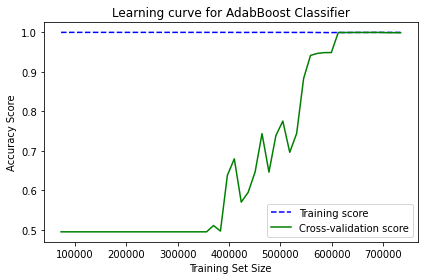 Learning curve for AdabBoost Classifier
Accuracy Score
1.0
0.9
0.8
0.7
0.6
0.5
100000 200000 300000 400000 500000 600000 700000
Training Set Size
Training score
Cross-validation score